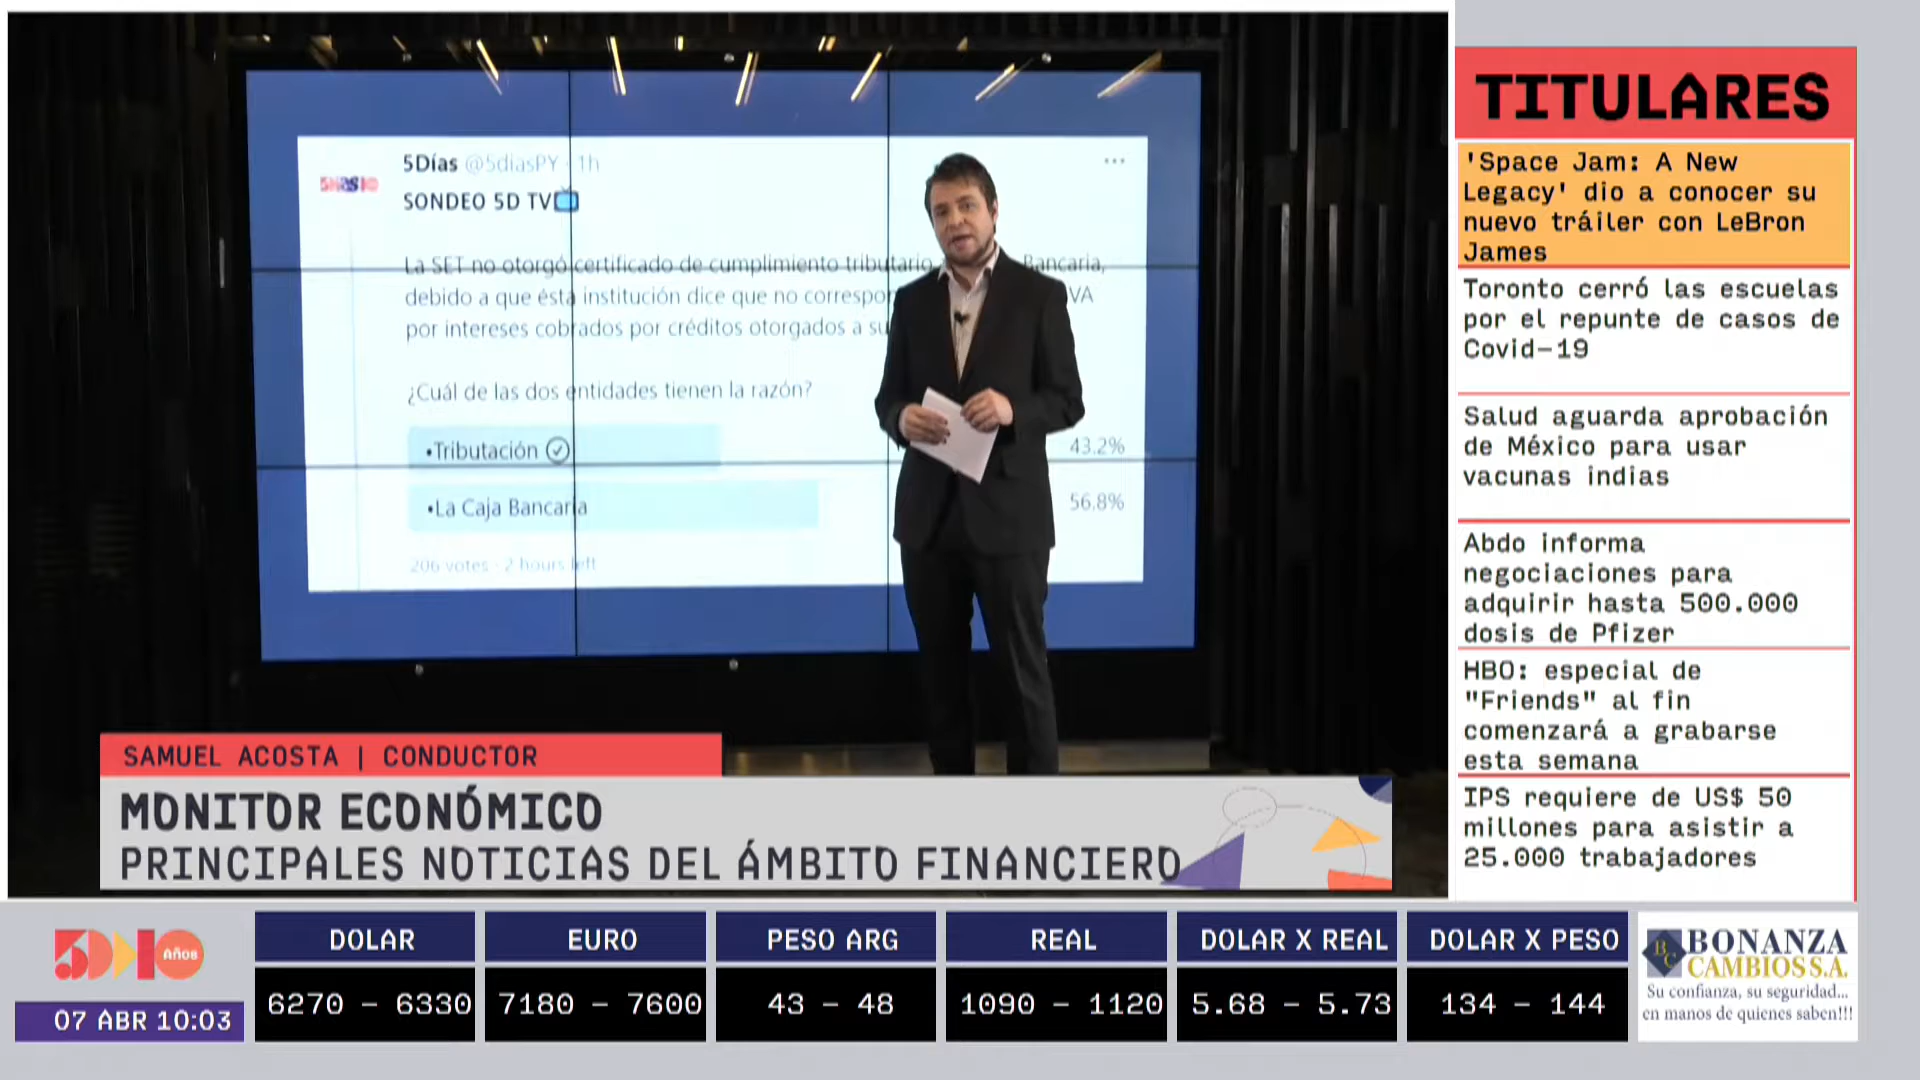 5Días @5diasPY · 1h
SONDEO 5D TV
La SET no otorgó certificado de cumplimiento tributario Bancaria,
debido a que ésta institución dice que no VA
por intereses cobrados por créditos otorgados a
¿Cuál de las dos entidades tienen la razón?
•Tributación 43.2%
•La Caja Bancaria 56.8%
206 votes · 2 hours left
SAMUEL ACOSTA | CONDUCTOR
MONITOR ECONÓMICO
PRINCIPALES NOTICIAS DEL ÁMBITO FINANCIERO
TITULARES
'Space Jam: A New
Legacy' dio a conocer su
nuevo tráiler con LeBron
James
Toronto cerró las escuelas
por el repunte de casos de
Covid-19
Salud aguarda aprobación
de México para usar
vacunas indias
Abdo informa
negociaciones para
adquirir hasta 500.000
dosis de Pfizer
HBO: especial de
"Friends" al fin
comenzará a grabarse
esta semana
IPS requiere de US$ 50
millones para asistir a
25.000 trabajadores
5D 10 Años
07 ABR 10:03
DOLAR
6270 - 6330
EURO
7180 - 7600
PESO ARG
43 - 48
REAL
1090 - 1120
DOLAR X REAL
5.68 - 5.73
DOLAR X PESO
134 - 144
BC BONANZA
CAMBIOS S.A.
Su confianza, su seguridad...
en manos de quienes saben!!!